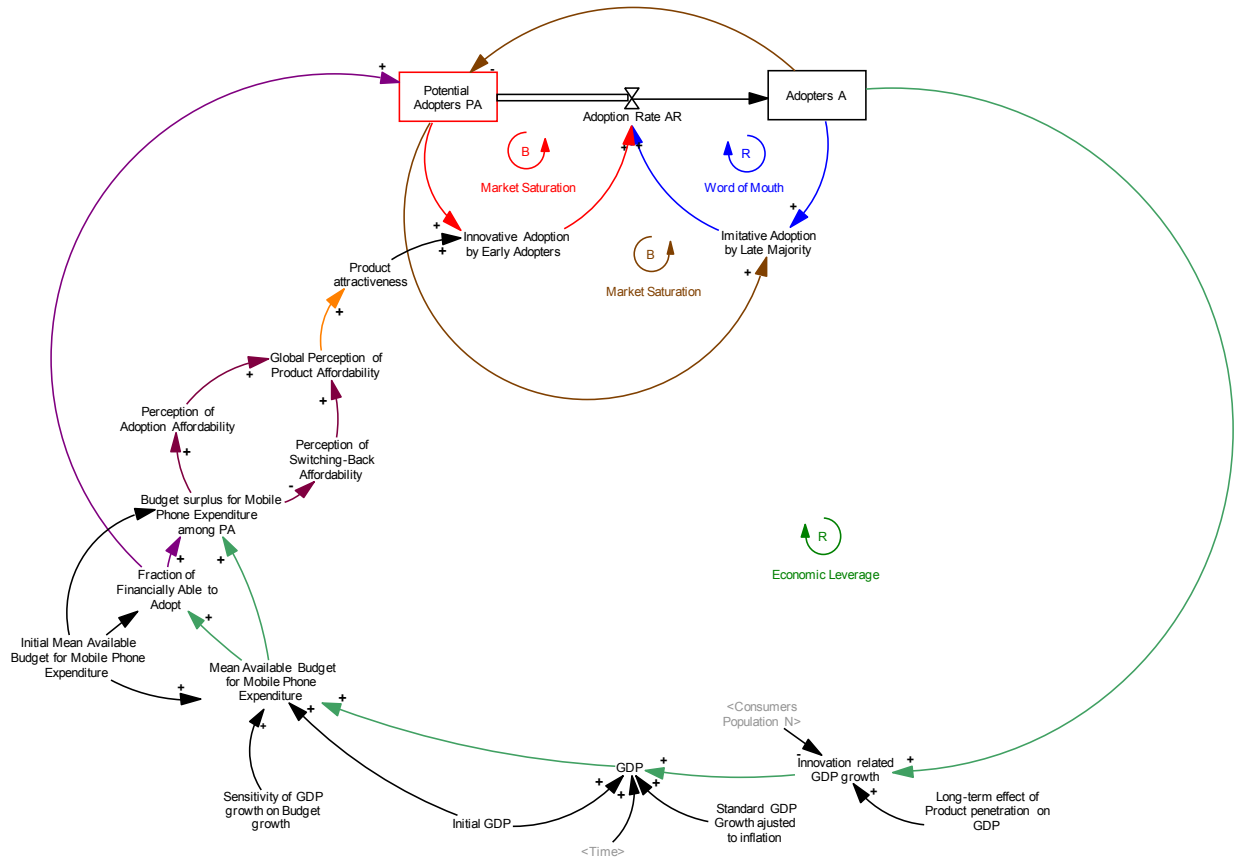 Potential
Adopters PA
Adopters A
Adoption Rate AR
B
Market Saturation
R
Word of Mouth
Innovative Adoption
by Early Adopters
Imitative Adoption
by Late Majority
B
Market Saturation
Product
attractiveness
Global Perception of
Product Affordability
Perception of
Adoption Affordability
Perception of
Switching-Back
Affordability
Budget surplus for Mobile
Phone Expenditure
among PA
R
Economic Leverage
Fraction of
Financially Able to
Adopt
Initial Mean Available
Budget for Mobile Phone
Expenditure
Mean Available Budget
for Mobile Phone
Expenditure
<Consumers
Population N>
GDP
Innovation related
GDP growth
Sensitivity of GDP
growth on Budget
growth
Initial GDP
Standard GDP
Growth ajusted
to inflation
Long-term effect of
Product penetration on
GDP
<Time>